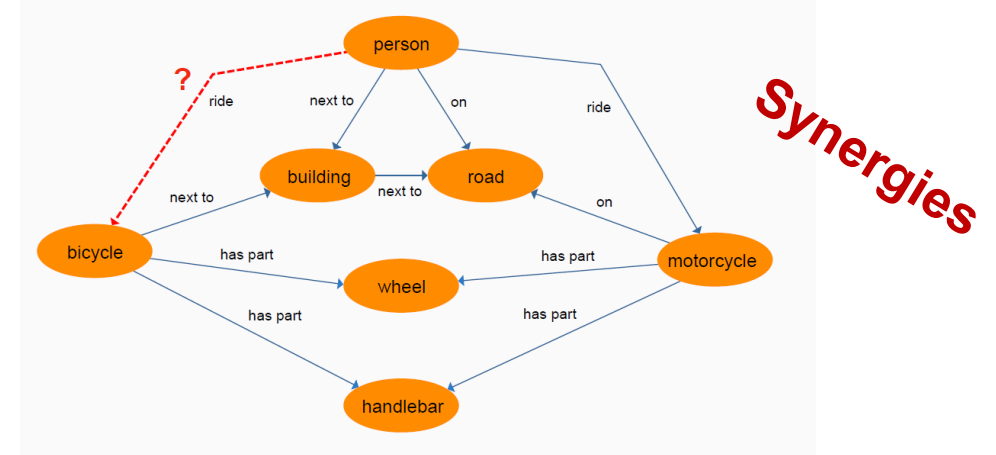 person
?
ride
next to
on
ride
Synergies
building
road
next to
next to
on
bicycle
has part
has part
motorcycle
wheel
has part
has part
handlebar